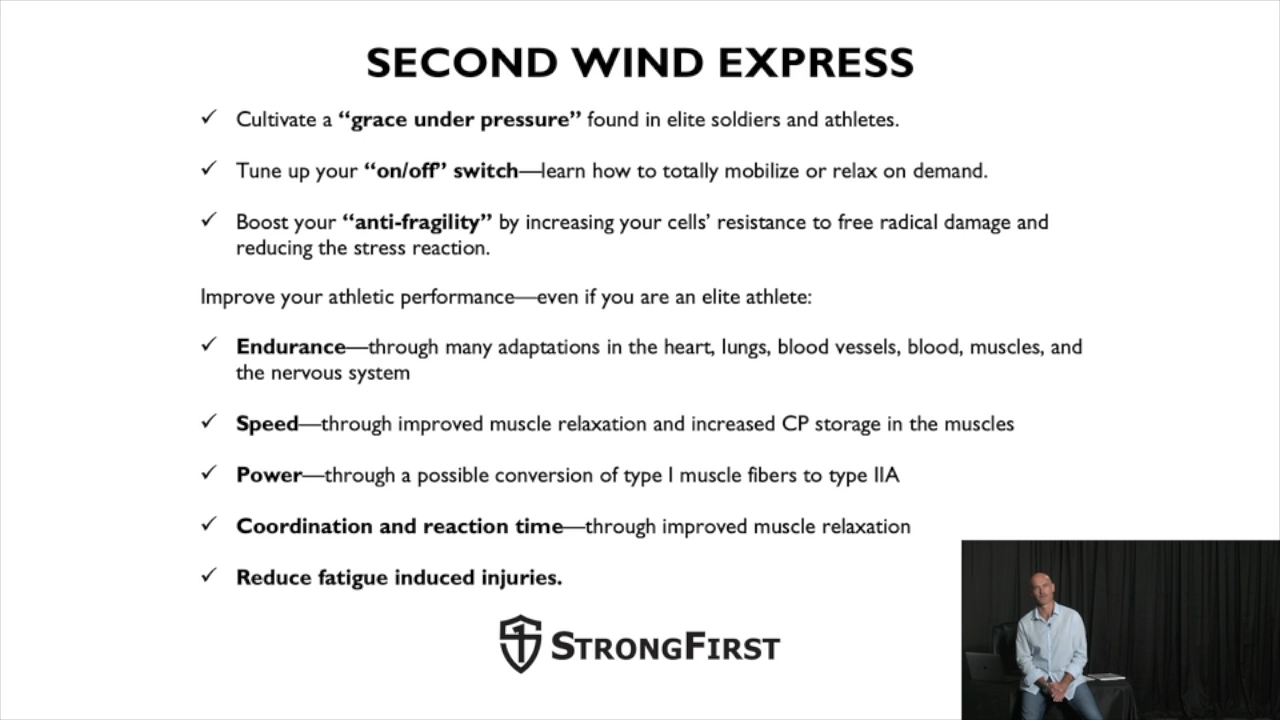 SECOND WIND EXPRESS
✓ Cultivate a “grace under pressure” found in elite soldiers and athletes.
✓ Tune up your “on/off” switch—learn how to totally mobilize or relax on demand.
✓ Boost your “anti-fragility” by increasing your cells’ resistance to free radical damage and
reducing the stress reaction.
Improve your athletic performance—even if you are an elite athlete:
✓ Endurance—through many adaptations in the heart, lungs, blood vessels, blood, muscles, and
the nervous system
✓ Speed—through improved muscle relaxation and increased CP storage in the muscles
✓ Power—through a possible conversion of type I muscle fibers to type IIA
✓ Coordination and reaction time—through improved muscle relaxation
✓ Reduce fatigue induced injuries.
STRONGFIRST